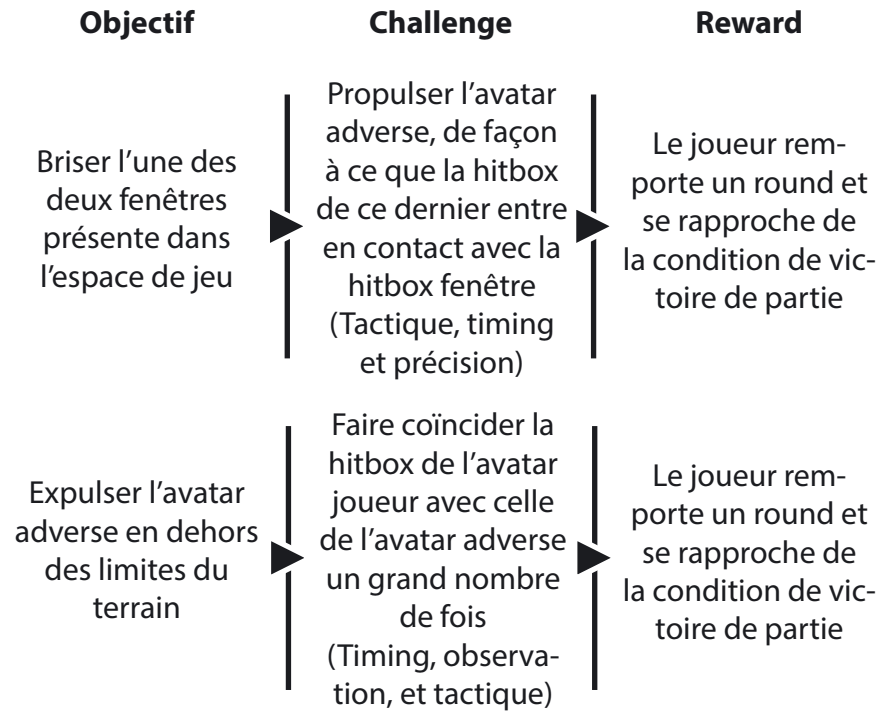 Objectif
Challenge
Reward
Briser l’une des
deux fenêtres
présente dans
l’espace de jeu
Propulser l’avatar
adverse, de façon
à ce que la hitbox
de ce dernier entre
en contact avec la
hitbox fenêtre
(Tactique, timing
et précision)
Le joueur rem-
porte un round et
se rapproche de
la condition de vic-
toire de partie
Expulser l’avatar
adverse en dehors
des limites du
terrain
Faire coïncider la
hitbox de l’avatar
joueur avec celle
de l’avatar adverse
un grand nombre
de fois
(Timing, observa-
tion, et tactique)
Le joueur rem-
porte un round et
se rapproche de
la condition de vic-
toire de partie